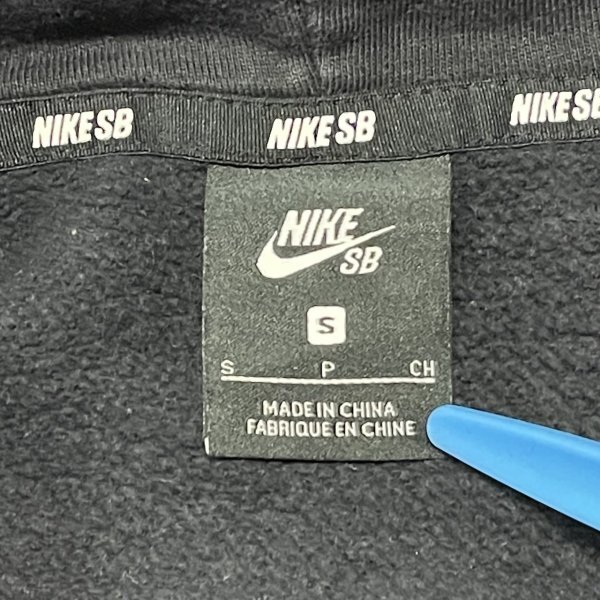 NIKE SB NIKE SB NIKE SB
NIKE
SB
S
S P CH
MADE IN CHINA
FABRIQUE EN CHINE